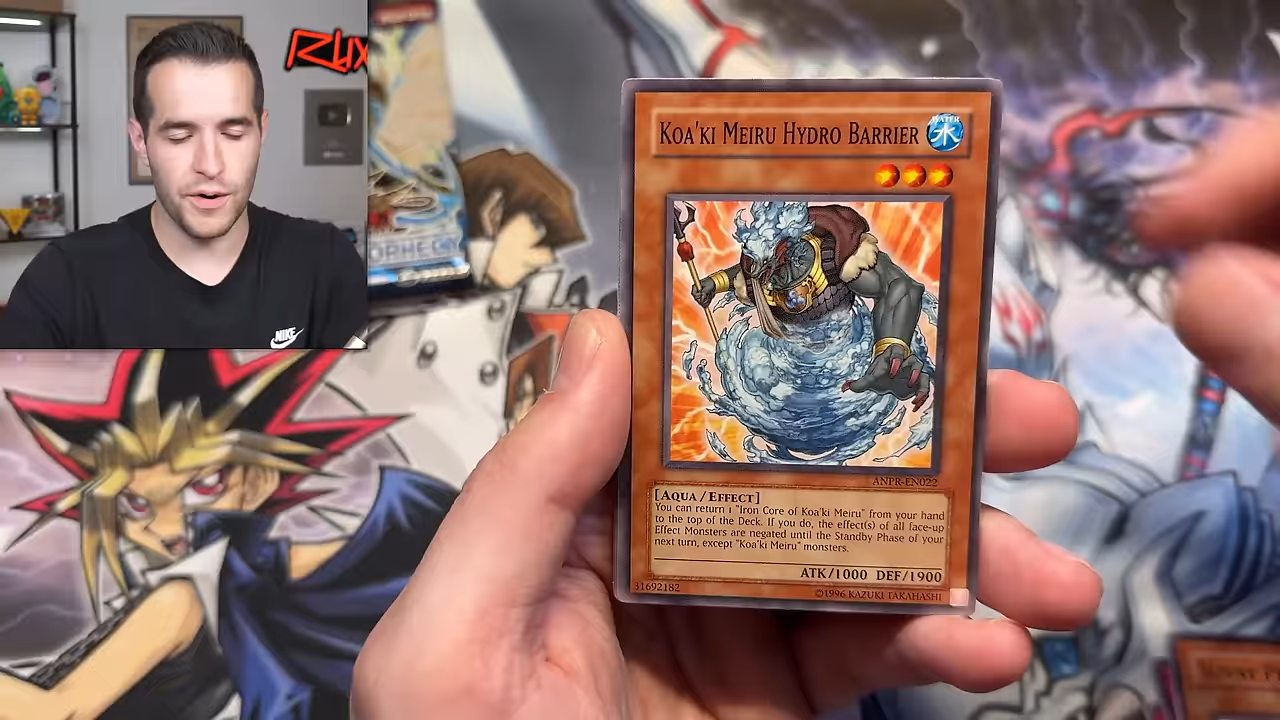 RUX
OPHEON
NIKE
KOA'KI MEIRU HYDRO BARRIER
WATER
水
ANPR-EN022
[AQUA/EFFECT]
You can return 1 "Iron Core of Koa'ki Meiru" from your hand
to the top of the Deck. If you do, the effect(s) of all face-up
Effect Monsters are negated until the Standby Phase of your
next turn, except "Koa'ki Meiru" monsters.
ATK/1000 DEF/1900
31692182
©1996 KAZUKI TAKAHASHI